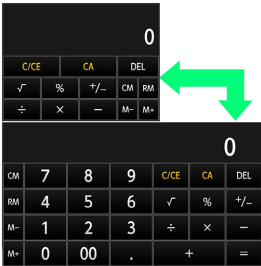 0
C/CE CA DEL
√ % +/− CM RM
÷ × − M− M+
0
CM 7 8 9 C/CE CA DEL
RM 4 5 6 √ % +/−
M− 1 2 3 ÷ × −
M+ 0 00 . + =